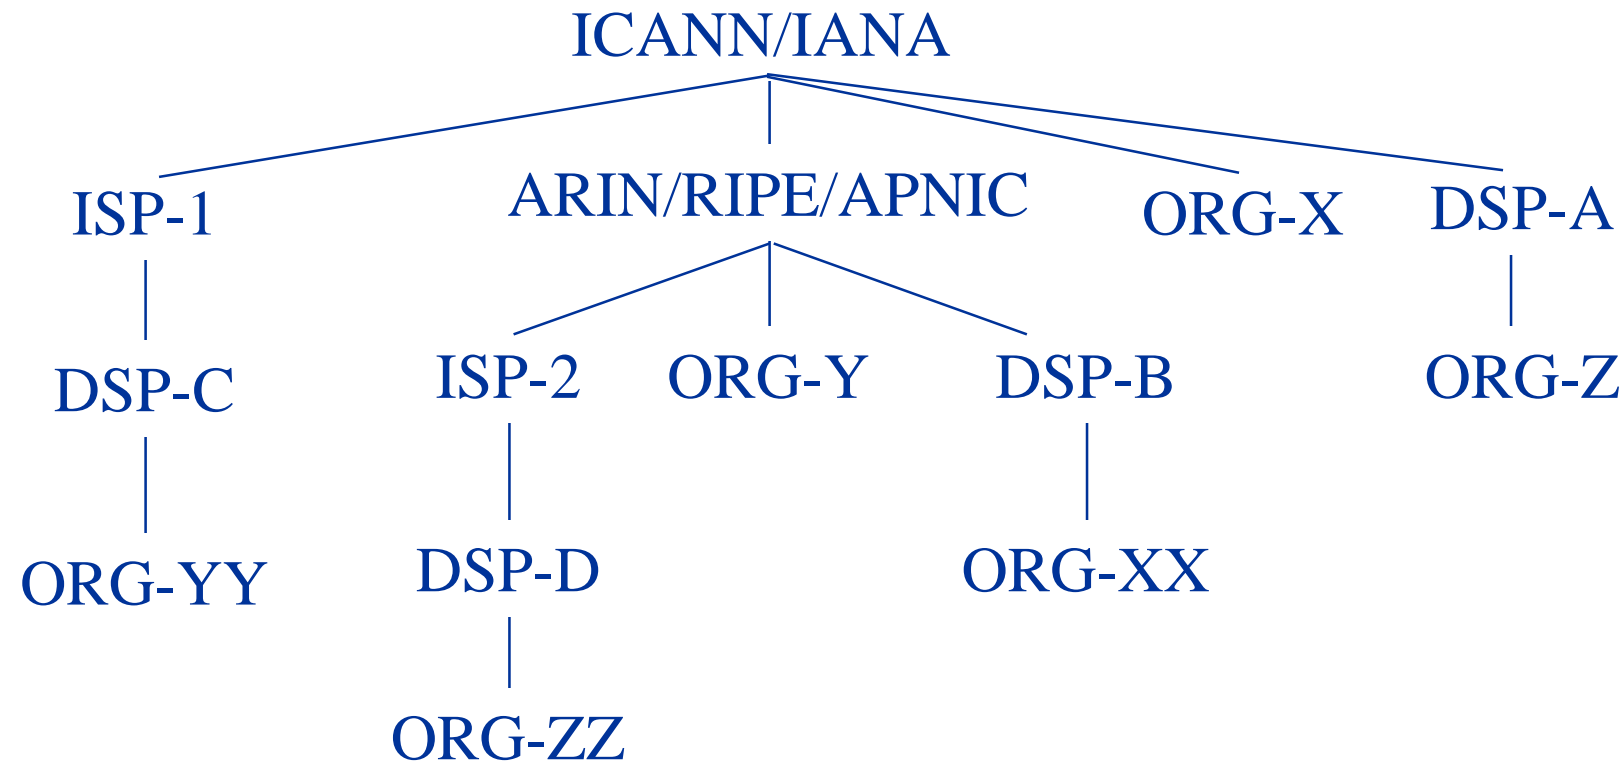 ICANN/IANA
ISP-1 ARIN/RIPE/APNIC ORG-X DSP-A
DSP-C ISP-2 ORG-Y DSP-B ORG-Z
ORG-YY DSP-D ORG-XX
ORG-ZZ